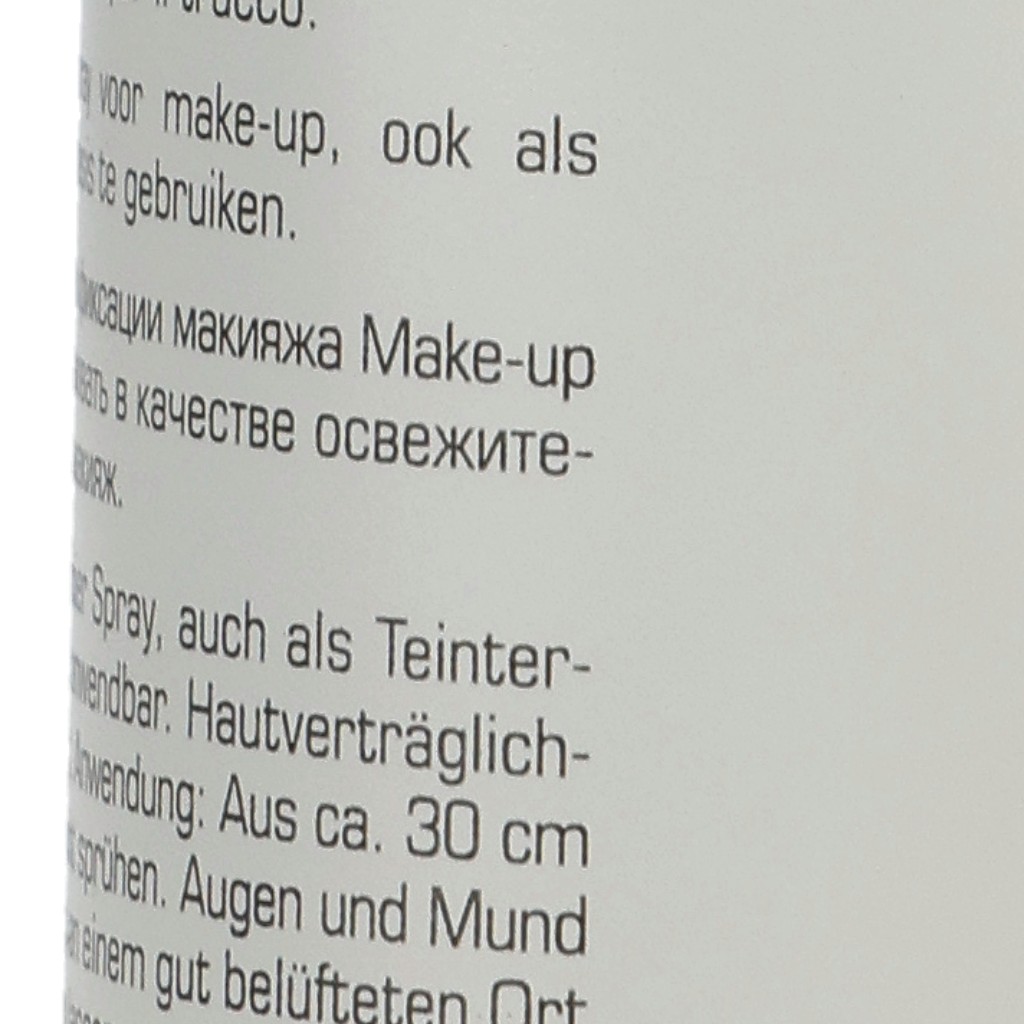 trucco.
voor make-up, ook als
te gebruiken.
макияжа Make-up
в качестве освежите-
Spray, auch als Teinter-
Hautverträglich-
Anwendung: Aus ca. 30 cm
sprühen. Augen und Mund
einem gut belüfteten Ort